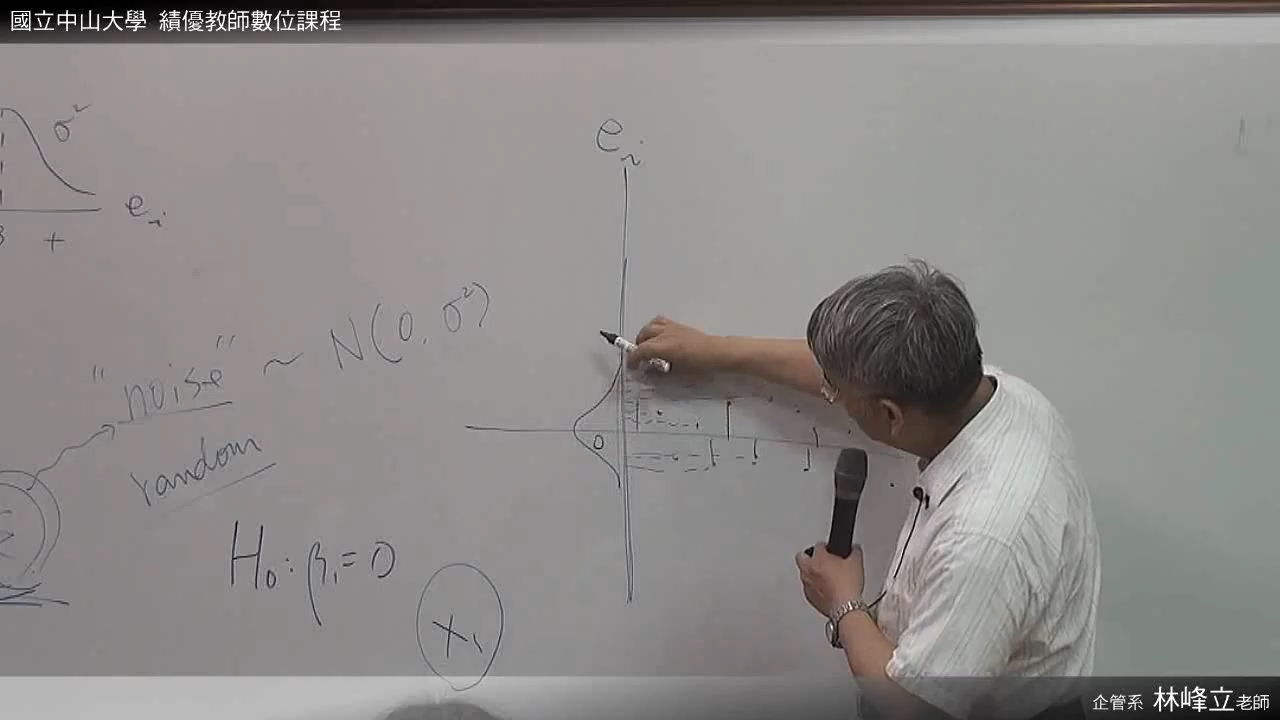 國立中山大學 績優教師數位課程
σ²
eᵢ
+
eᵢ
"noise" ~ N(0, σ²)
random
0
H₀: β₁ = 0
X₁
企管系 林峰立老師